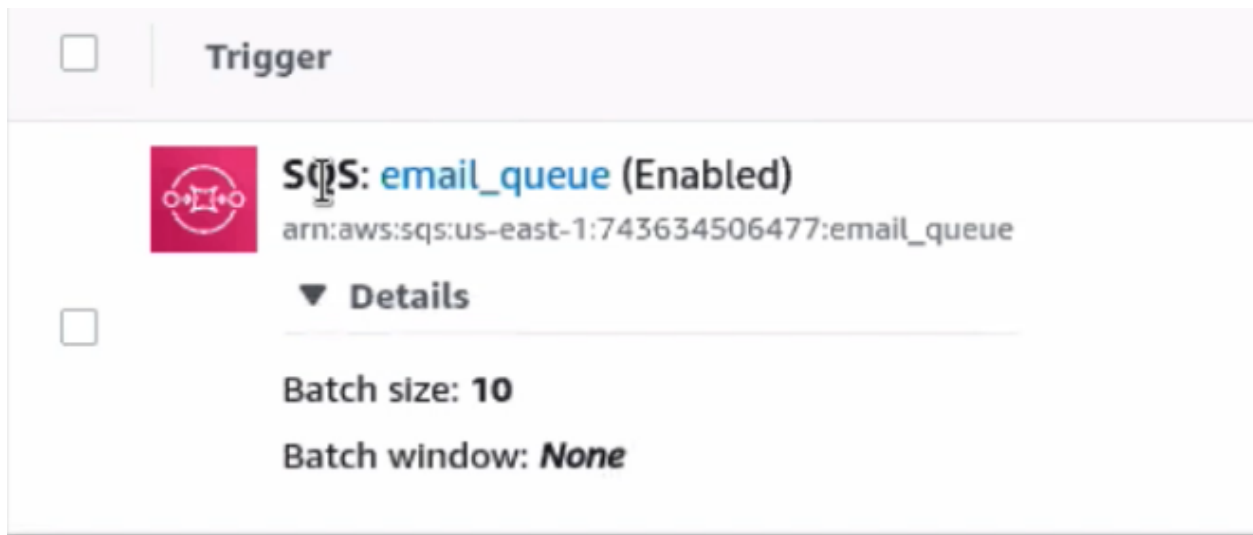 Trigger
SQS: email_queue (Enabled)
arn:aws:sqs:us-east-1:743634506477:email_queue
▼ Details
Batch size: 10
Batch window: None